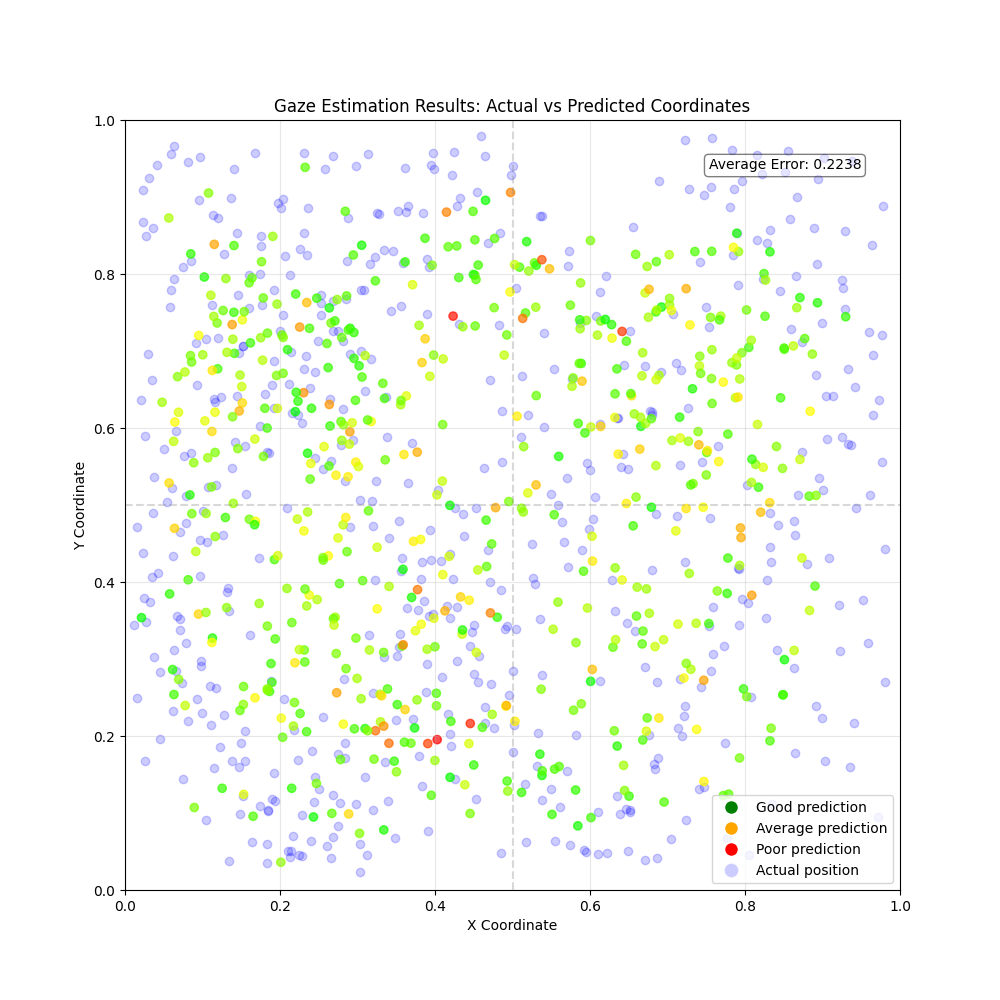 Gaze Estimation Results: Actual vs Predicted Coordinates
Average Error: 0.2238
Y Coordinate
1.0
0.8
0.6
0.4
0.2
0.0
Good prediction
Average prediction
Poor prediction
Actual position
0.0 0.2 0.4 0.6 0.8 1.0
X Coordinate